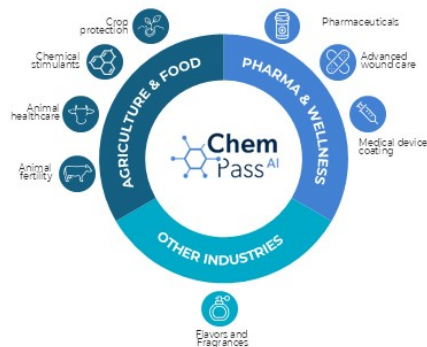 Crop
protection
Pharmaceuticals
Chemical
stimulants
Advanced
wound care
AGRICULTURE & FOOD
PHARMA & WELLNESS
Animal
healthcare
Chem
Pass AI
Medical device
coating
Animal
fertility
OTHER INDUSTRIES
Flavors and
Fragrances